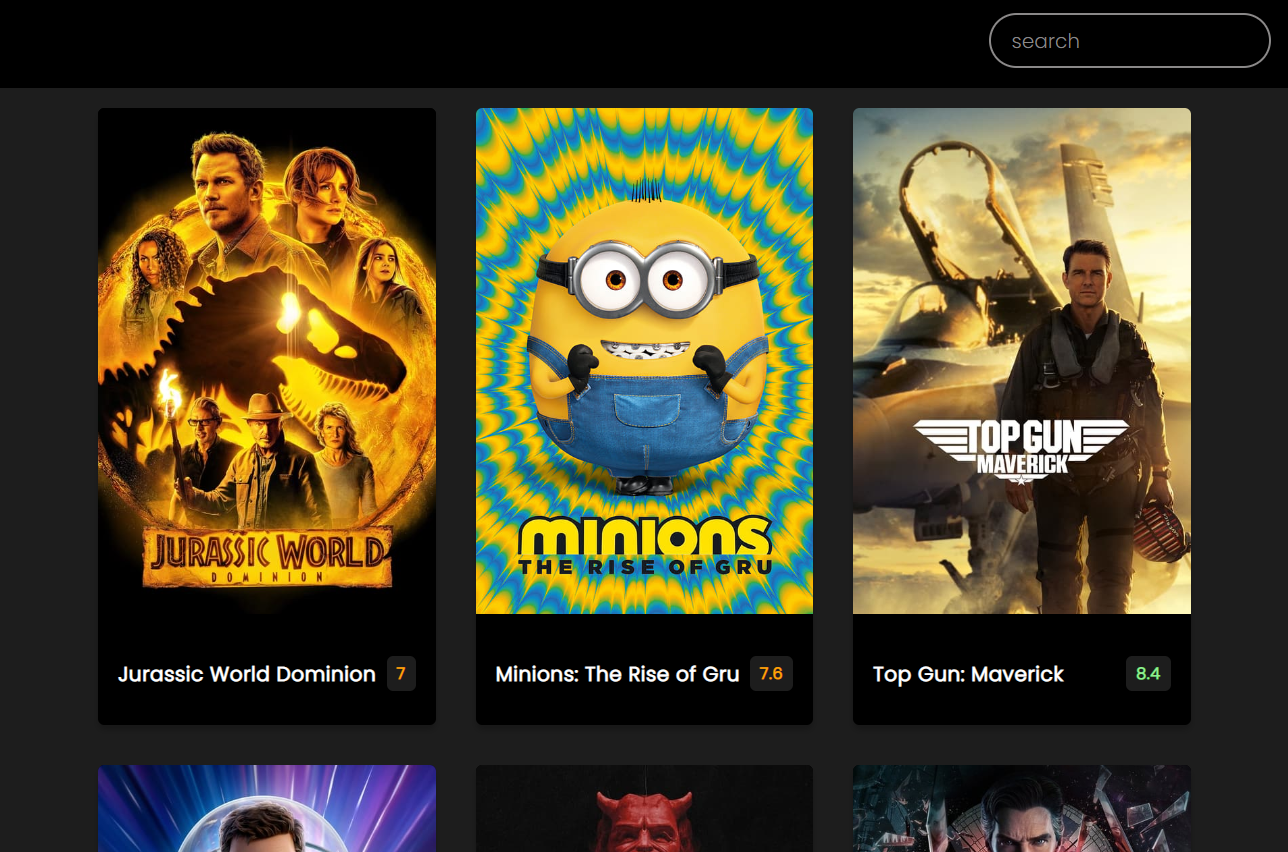 search
JURASSIC WORLD
DOMINION
minions
THE RISE OF GRU
TOP GUN
MAVERICK
Jurassic World Dominion 7
Minions: The Rise of Gru 7.6
Top Gun: Maverick 8.4